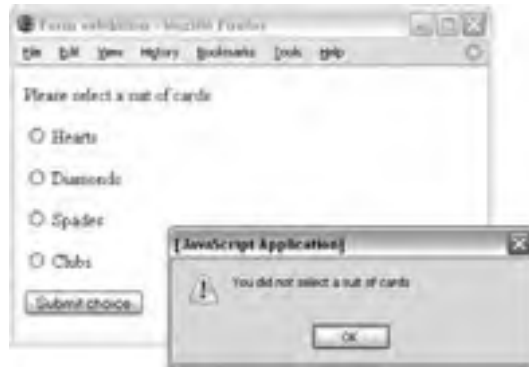 Form validation - Mozilla Firefox
File Edit View History Bookmarks Tools Help
Please select a suit of cards
Hearts
Diamonds
Spades
Clubs
Submit choice
[JavaScript Application]
You did not select a suit of cards
OK